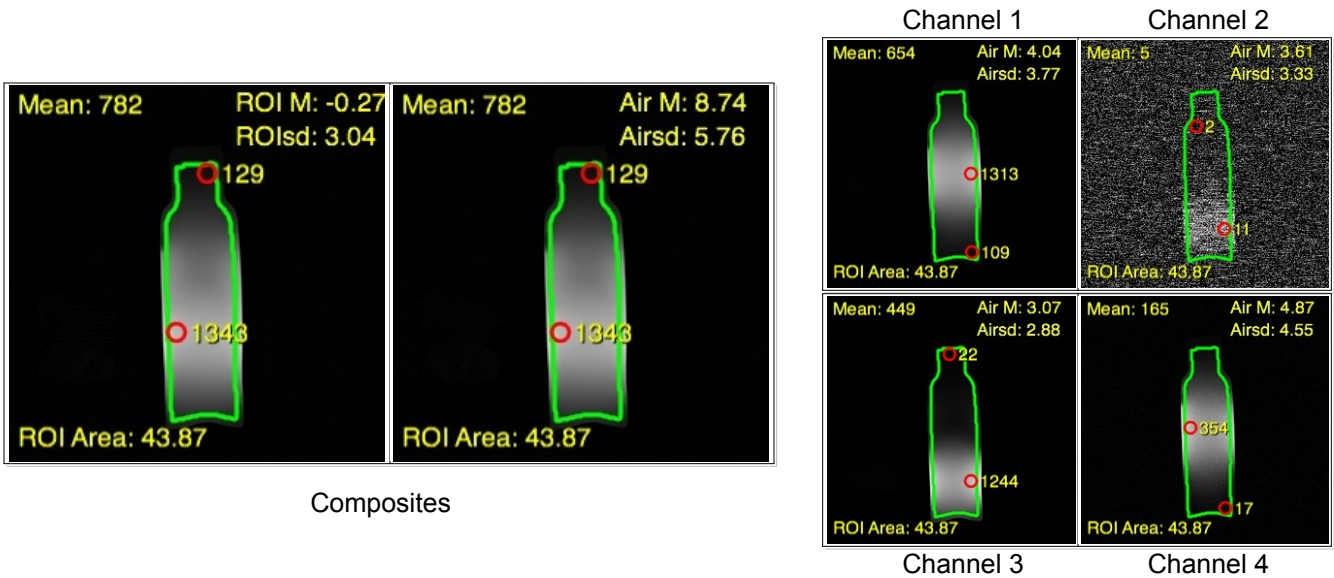 Channel 1
Channel 2
Mean: 782
ROI M: -0.27
ROIsd: 3.04
129
1343
ROI Area: 43.87
Mean: 782
Air M: 8.74
Airsd: 5.76
129
1343
ROI Area: 43.87
Composites
Mean: 654
Air M: 4.04
Airsd: 3.77
1313
109
ROI Area: 43.87
Mean: 5
Air M: 3.61
Airsd: 3.33
2
11
ROI Area: 43.87
Mean: 449
Air M: 3.07
Airsd: 2.88
22
1244
ROI Area: 43.87
Mean: 165
Air M: 4.87
Airsd: 4.55
354
17
ROI Area: 43.87
Channel 3
Channel 4